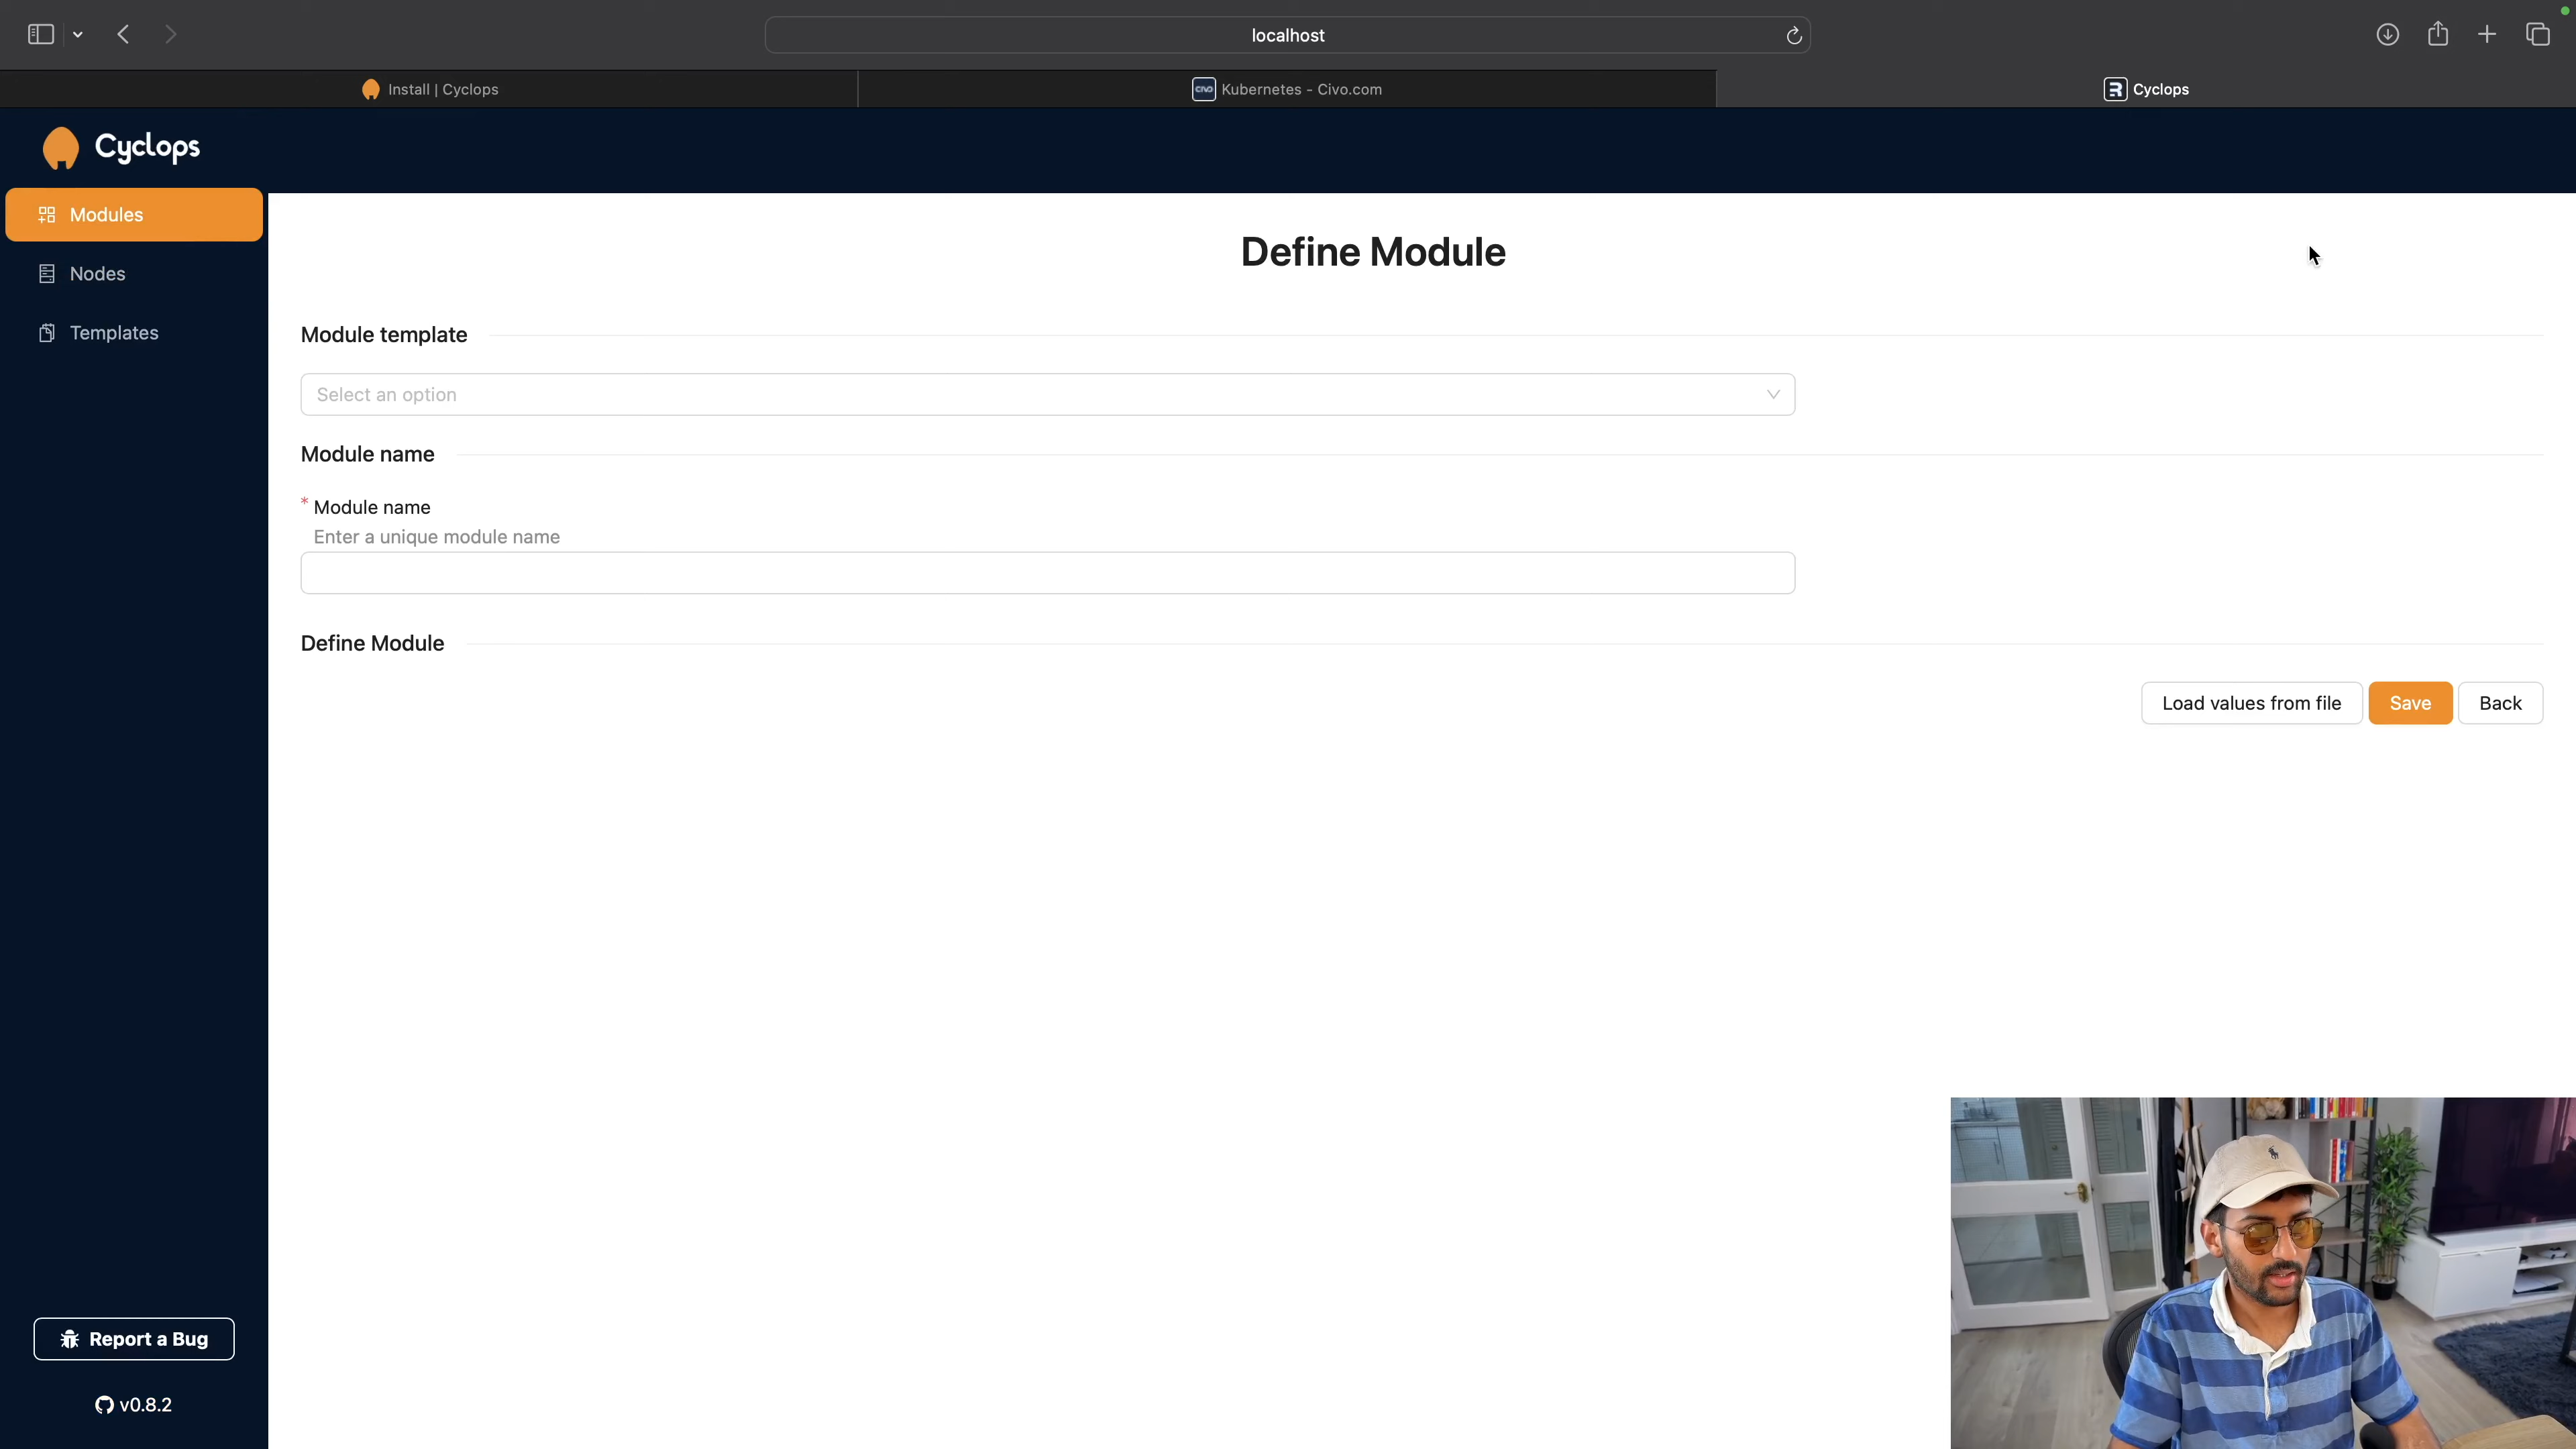 localhost
Install | Cyclops
CIVO Kubernetes - Civo.com
Cyclops
Cyclops
Modules
Nodes
Templates
Define Module
Module template
Select an option
Module name
* Module name
Enter a unique module name
Define Module
Load values from file
Save
Back
Report a Bug
v0.8.2